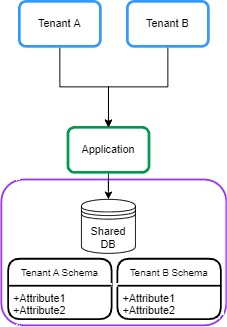 Tenant A
Tenant B
Application
Shared
DB
Tenant A Schema
+Attribute1
+Attribute2
Tenant B Schema
+Attribute1
+Attribute2